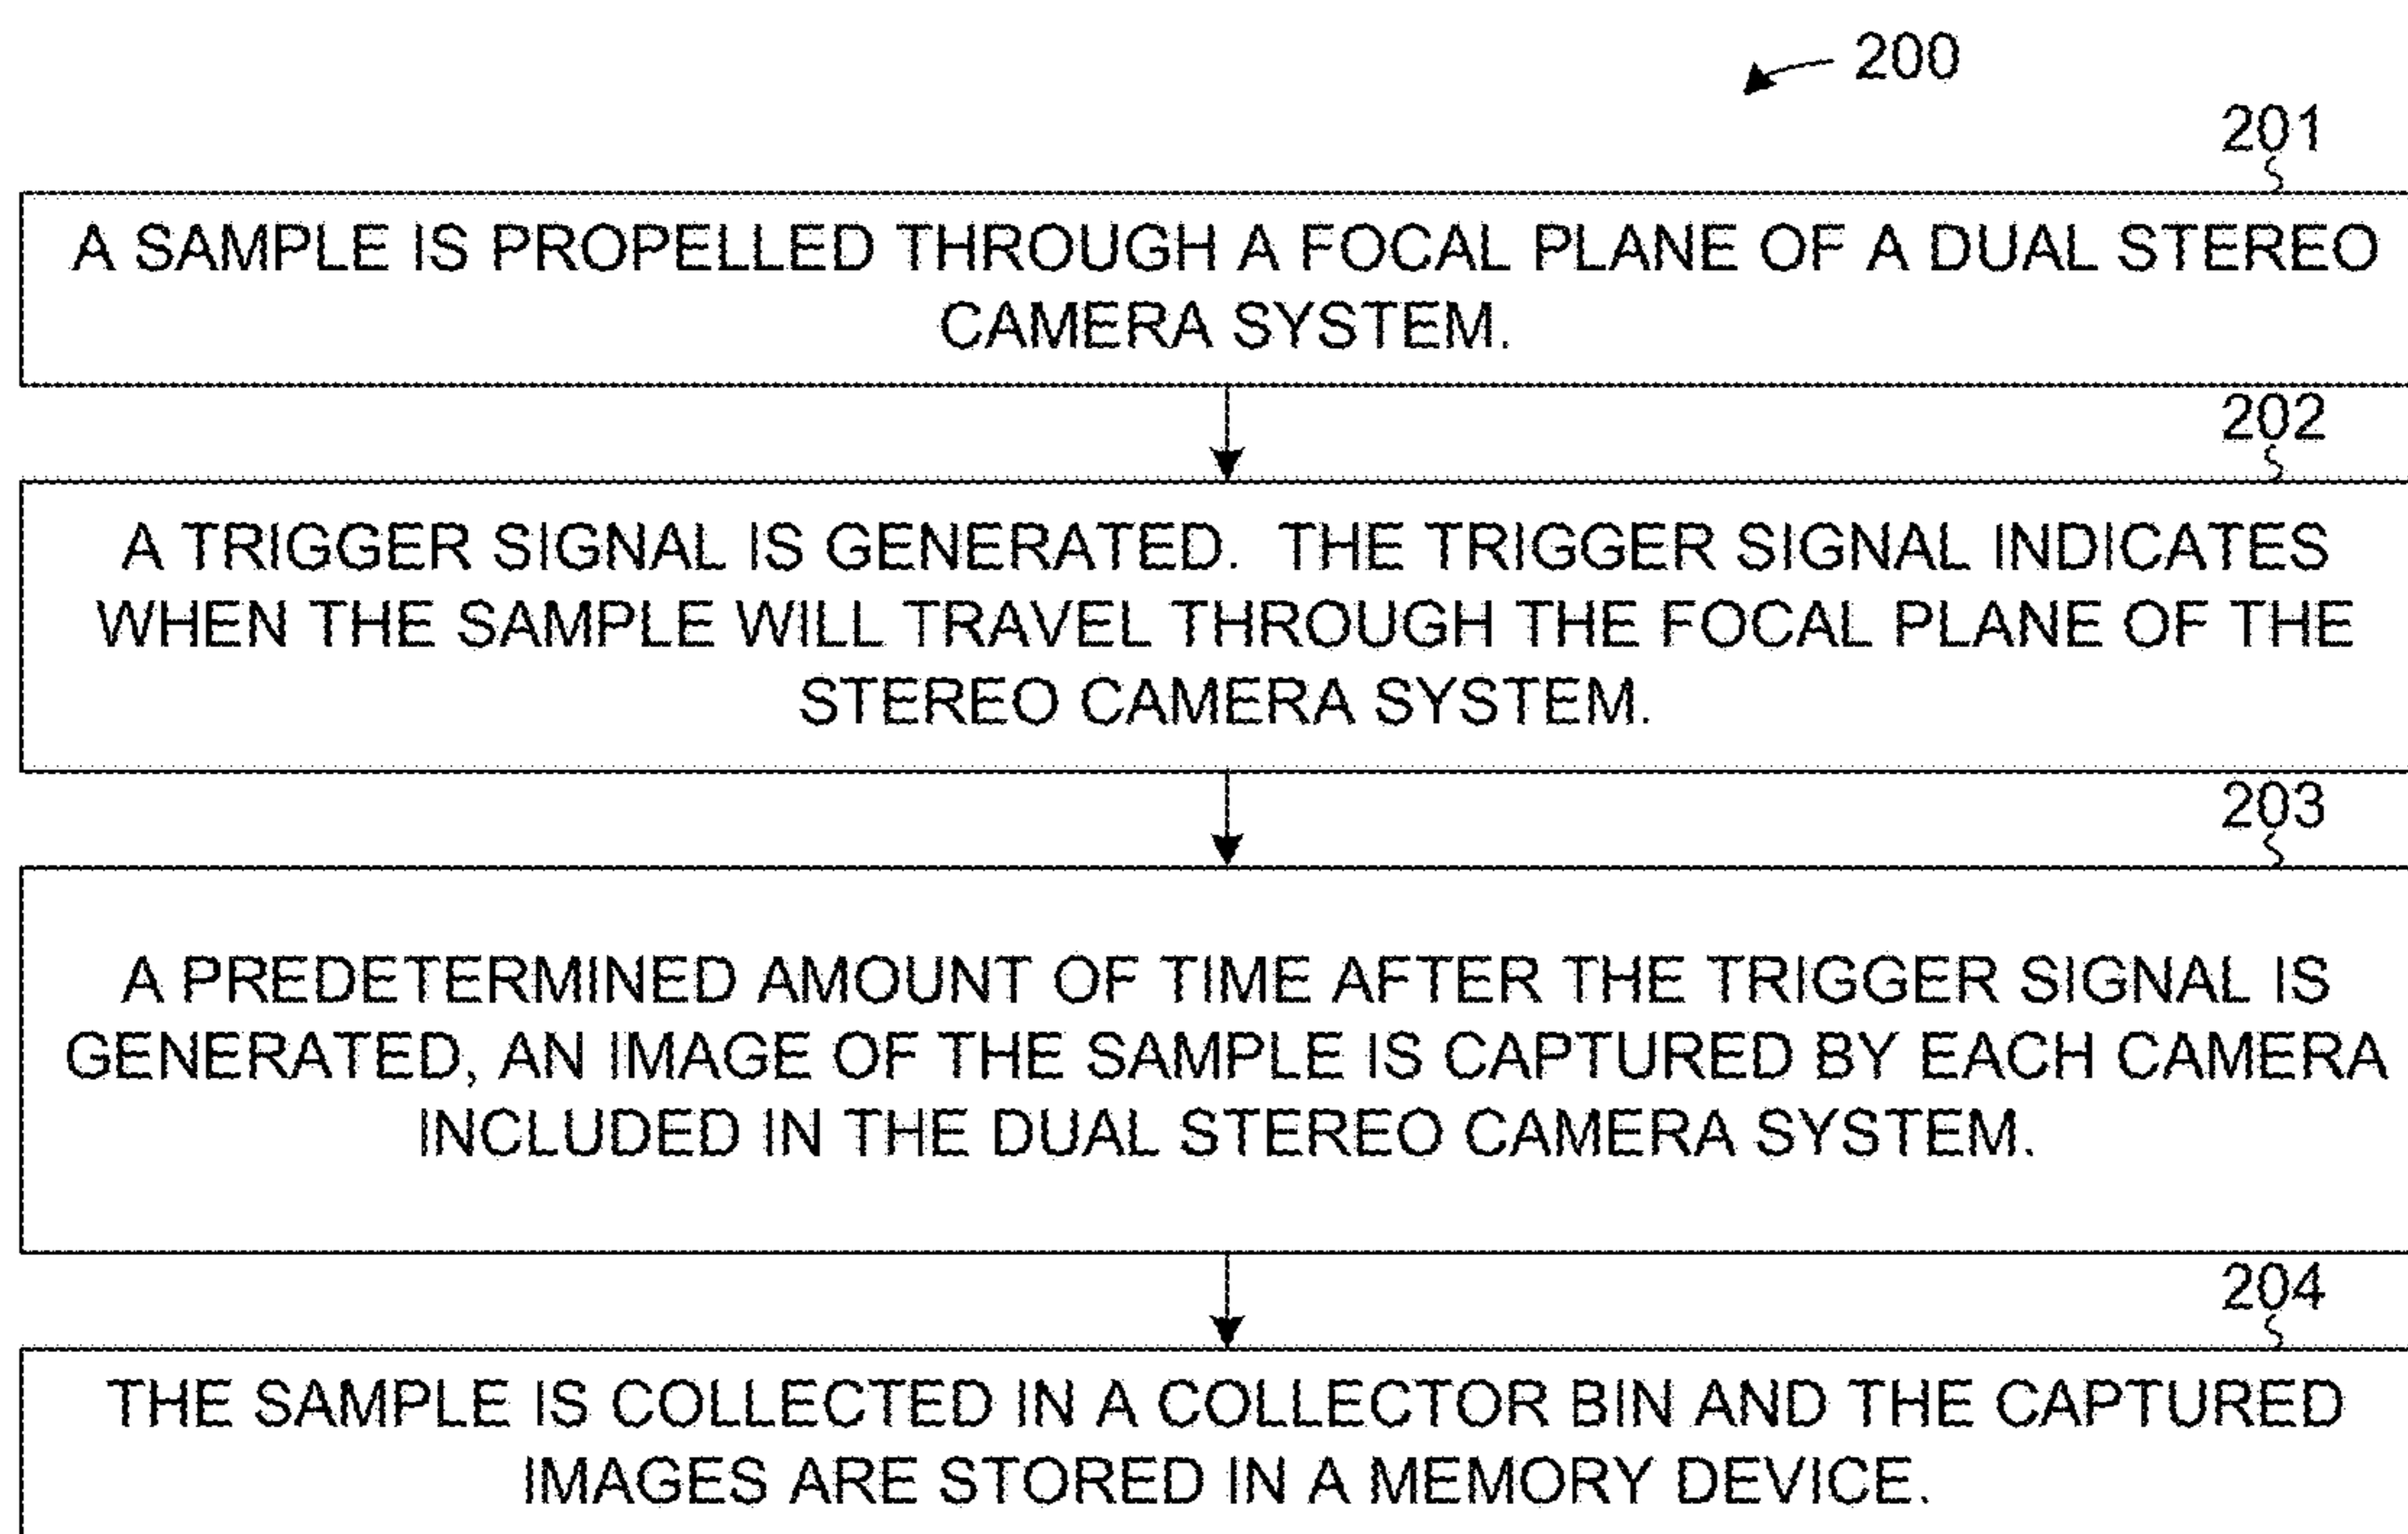 200
201
A SAMPLE IS PROPELLED THROUGH A FOCAL PLANE OF A DUAL STEREO
CAMERA SYSTEM.
202
A TRIGGER SIGNAL IS GENERATED. THE TRIGGER SIGNAL INDICATES
WHEN THE SAMPLE WILL TRAVEL THROUGH THE FOCAL PLANE OF THE
STEREO CAMERA SYSTEM.
203
A PREDETERMINED AMOUNT OF TIME AFTER THE TRIGGER SIGNAL IS
GENERATED, AN IMAGE OF THE SAMPLE IS CAPTURED BY EACH CAMERA
INCLUDED IN THE DUAL STEREO CAMERA SYSTEM.
204
THE SAMPLE IS COLLECTED IN A COLLECTOR BIN AND THE CAPTURED
IMAGES ARE STORED IN A MEMORY DEVICE.